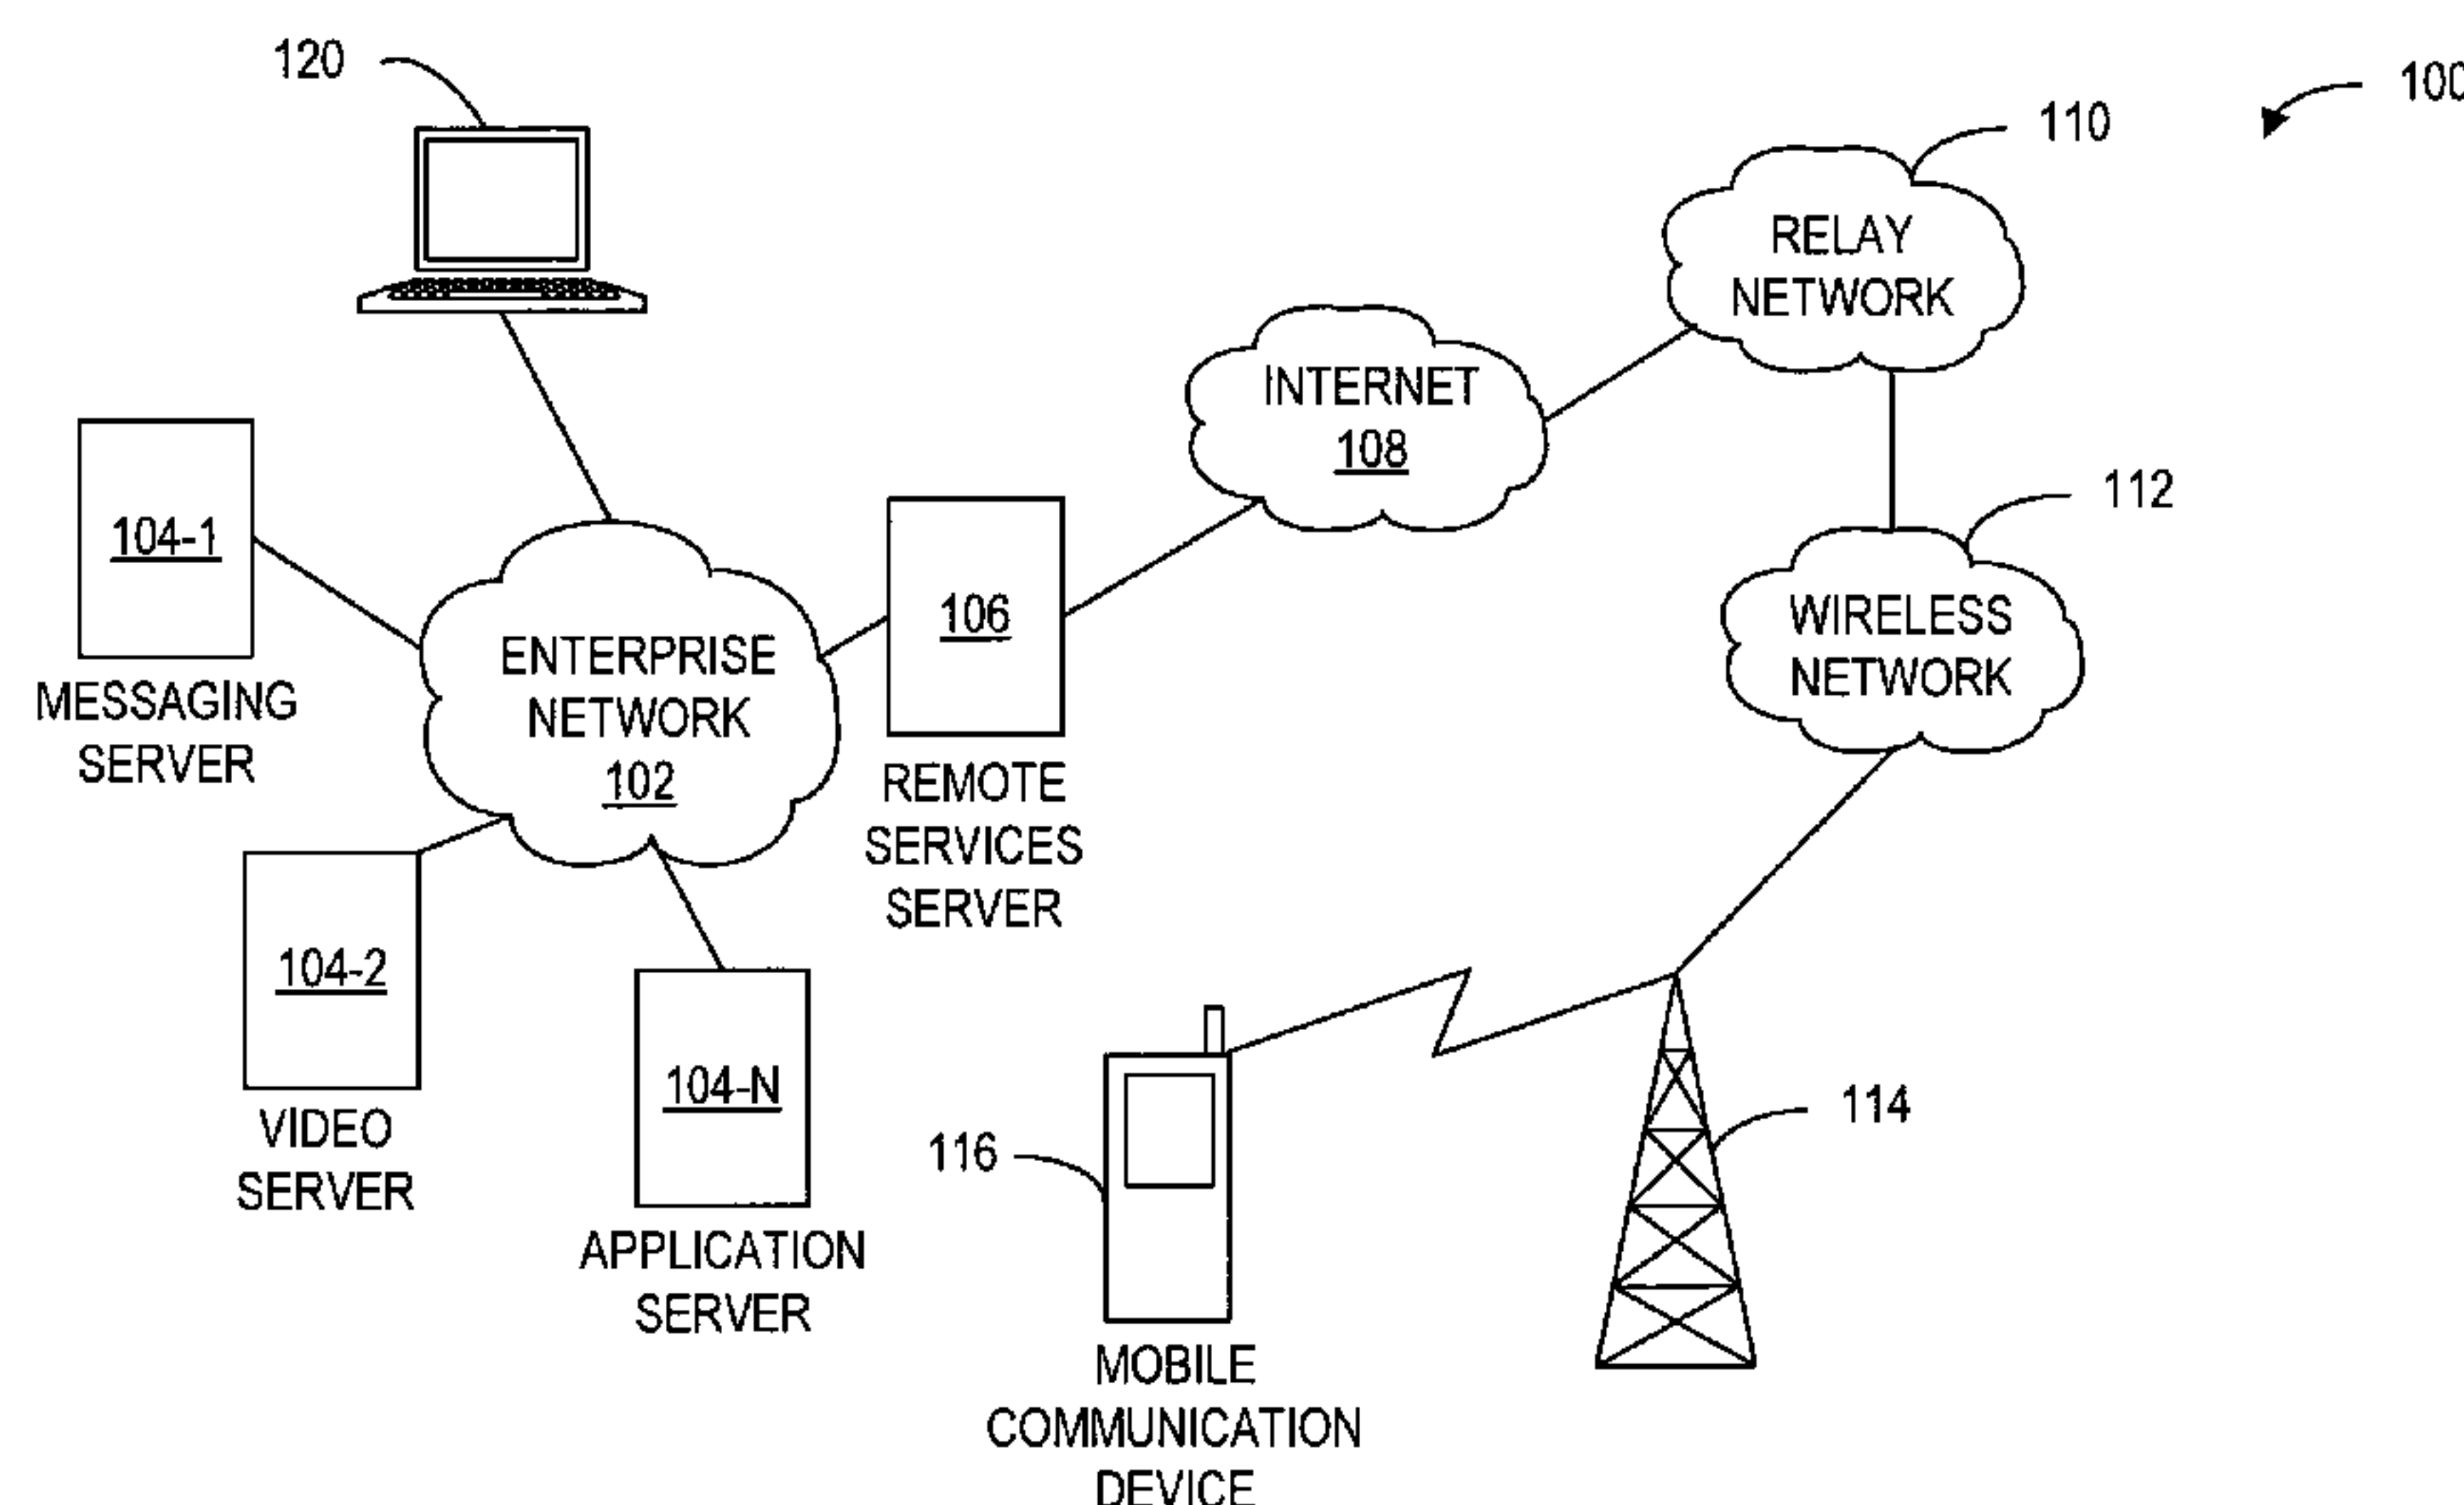 120
100
110
RELAY
NETWORK
INTERNET
108
112
104-1
MESSAGING
SERVER
ENTERPRISE
NETWORK
102
106
REMOTE
SERVICES
SERVER
WIRELESS
NETWORK
104-2
VIDEO
SERVER
104-N
APPLICATION
SERVER
116
MOBILE
COMMUNICATION
DEVICE
114